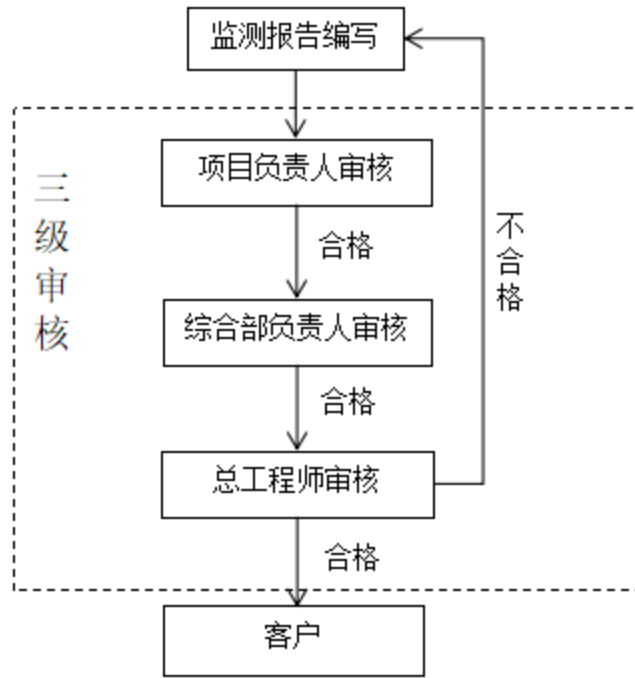 监测报告编写
项目负责人审核
三级审核
合格
不合格
综合部负责人审核
合格
总工程师审核
合格
客户